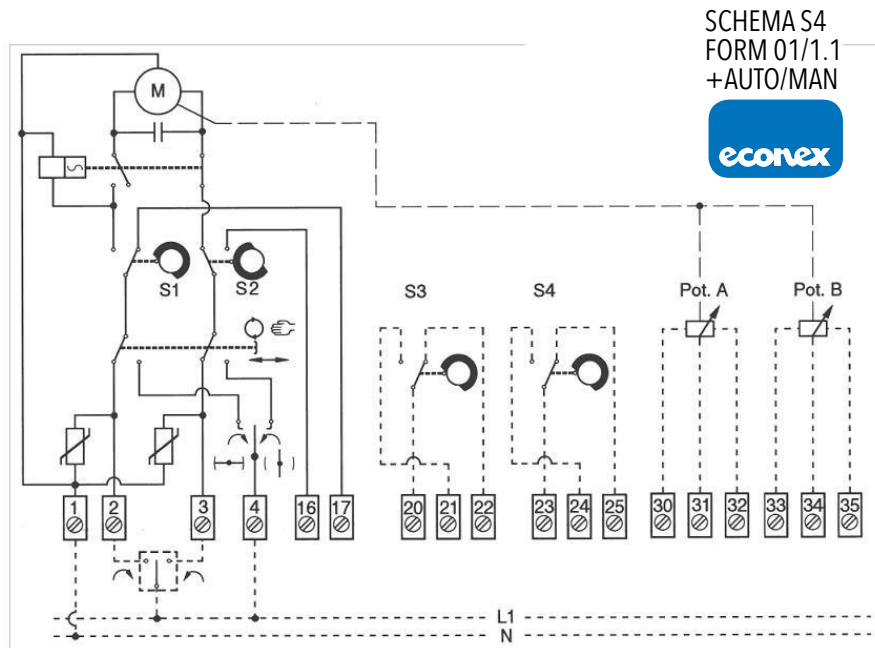 SCHEMA S4
FORM 01/1.1
+AUTO/MAN
econex
M
S1
S2
S3
S4
Pot. A
Pot. B
1
2
3
4
16
17
20
21
22
23
24
25
30
31
32
33
34
35
L1
N